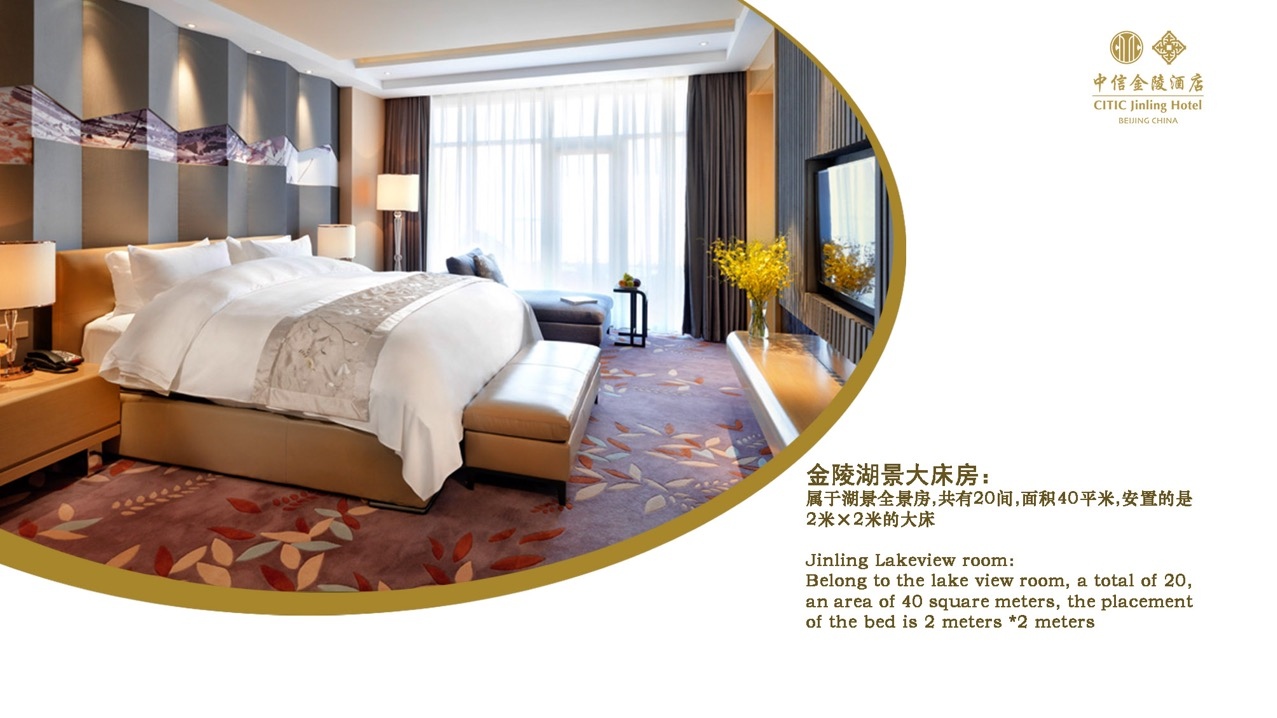 中信金陵酒店
CITIC Jinling Hotel
BEIJING CHINA
金陵湖景大床房：
属于湖景全景房,共有20间,面积40平米,安置的是
2米×2米的大床
Jinling Lakeview room:
Belong to the lake view room, a total of 20,
an area of 40 square meters, the placement
of the bed is 2 meters *2 meters